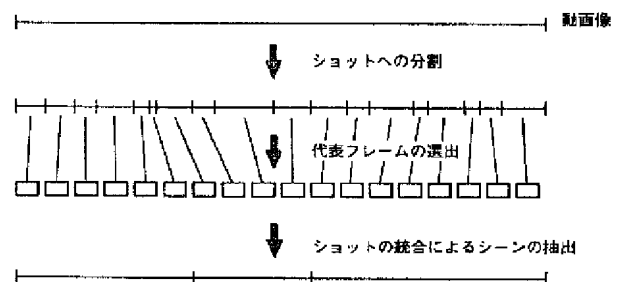 動画像
ショットへの分割
代表フレームの選出
ショットの統合によるシーンの抽出